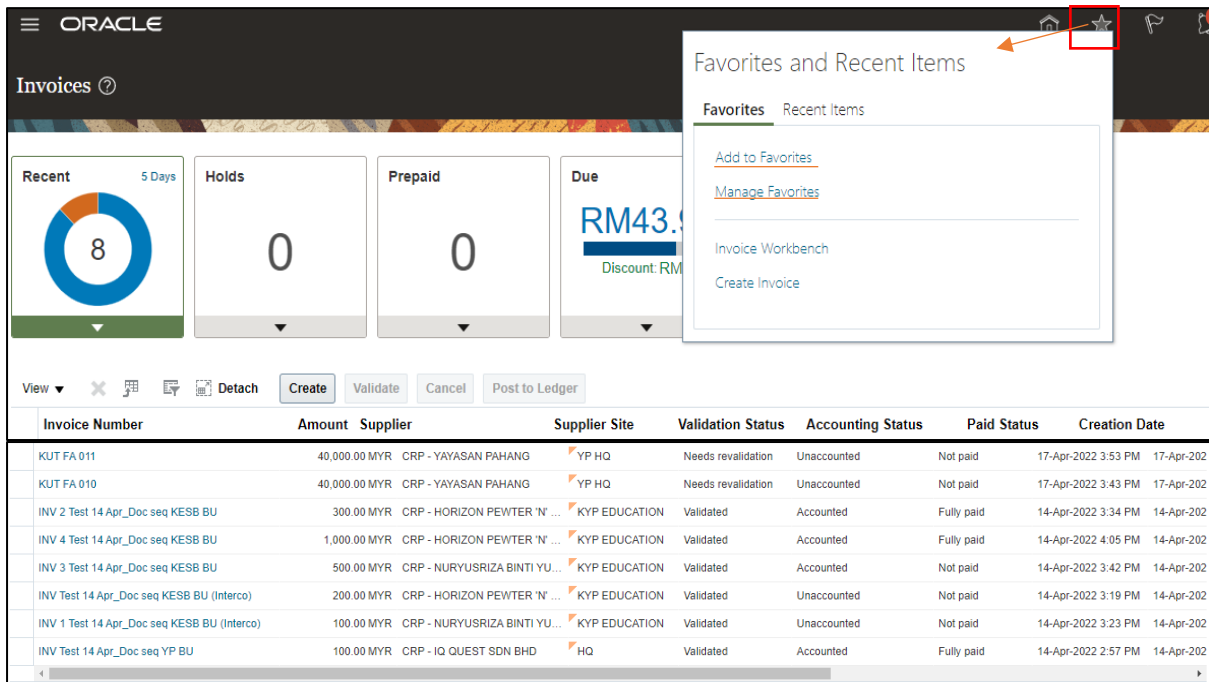 ORACLE
Invoices
Favorites and Recent Items
Favorites Recent Items
Add to Favorites
Manage Favorites
Invoice Workbench
Create Invoice
Recent 5 Days
8
Holds
0
Prepaid
0
Due
RM43.9
Discount: RM
View Detach Create Validate Cancel Post to Ledger
Invoice Number Amount Supplier Supplier Site Validation Status Accounting Status Paid Status Creation Date
KUT FA 011 40,000.00 MYR CRP - YAYASAN PAHANG YP HQ Needs revalidation Unaccounted Not paid 17-Apr-2022 3:53 PM 17-Apr-202
KUT FA 010 40,000.00 MYR CRP - YAYASAN PAHANG YP HQ Needs revalidation Unaccounted Not paid 17-Apr-2022 3:43 PM 17-Apr-202
INV 2 Test 14 Apr_Doc seq KESB BU 300.00 MYR CRP - HORIZON PEWTER 'N' ... KYP EDUCATION Validated Accounted Fully paid 14-Apr-2022 3:34 PM 14-Apr-202
INV 4 Test 14 Apr_Doc seq KESB BU 1,000.00 MYR CRP - HORIZON PEWTER 'N' ... KYP EDUCATION Validated Accounted Fully paid 14-Apr-2022 4:05 PM 14-Apr-202
INV 3 Test 14 Apr_Doc seq KESB BU 500.00 MYR CRP - NURYUSRIZA BINTI YU... KYP EDUCATION Validated Accounted Not paid 14-Apr-2022 3:42 PM 14-Apr-202
INV Test 14 Apr_Doc seq KESB BU (Interco) 200.00 MYR CRP - HORIZON PEWTER 'N' ... KYP EDUCATION Validated Unaccounted Not paid 14-Apr-2022 3:19 PM 14-Apr-202
INV 1 Test 14 Apr_Doc seq KESB BU (Interco) 100.00 MYR CRP - NURYUSRIZA BINTI YU... KYP EDUCATION Validated Unaccounted Not paid 14-Apr-2022 3:23 PM 14-Apr-202
INV Test 14 Apr_Doc seq YP BU 100.00 MYR CRP - IQ QUEST SDN BHD HQ Validated Accounted Fully paid 14-Apr-2022 2:57 PM 14-Apr-202